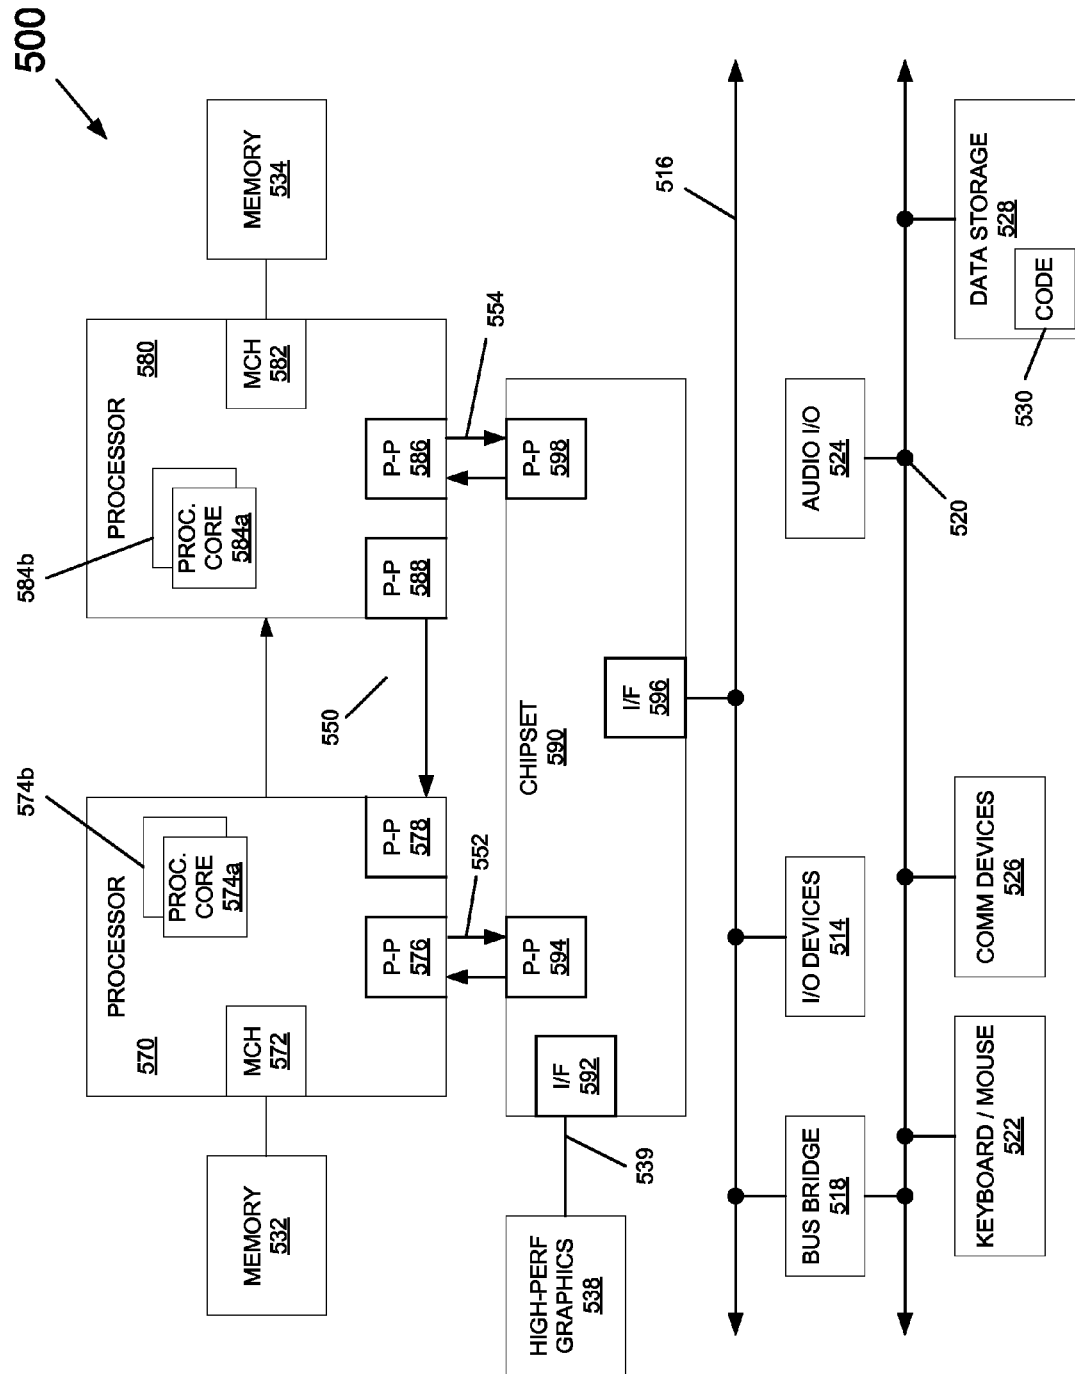 500
MEMORY
532
PROCESSOR
570
MCH
572
PROC.
CORE
574a
574b
P-P
576
P-P
578
550
PROCESSOR
580
PROC.
CORE
584a
584b
MCH
582
P-P
588
P-P
586
MEMORY
534
552
554
HIGH-PERF
GRAPHICS
538
539
I/F
592
P-P
594
CHIPSET
590
P-P
598
I/F
596
516
BUS BRIDGE
518
I/O DEVICES
514
AUDIO I/O
524
520
KEYBOARD / MOUSE
522
COMM DEVICES
526
DATA STORAGE
528
CODE
530